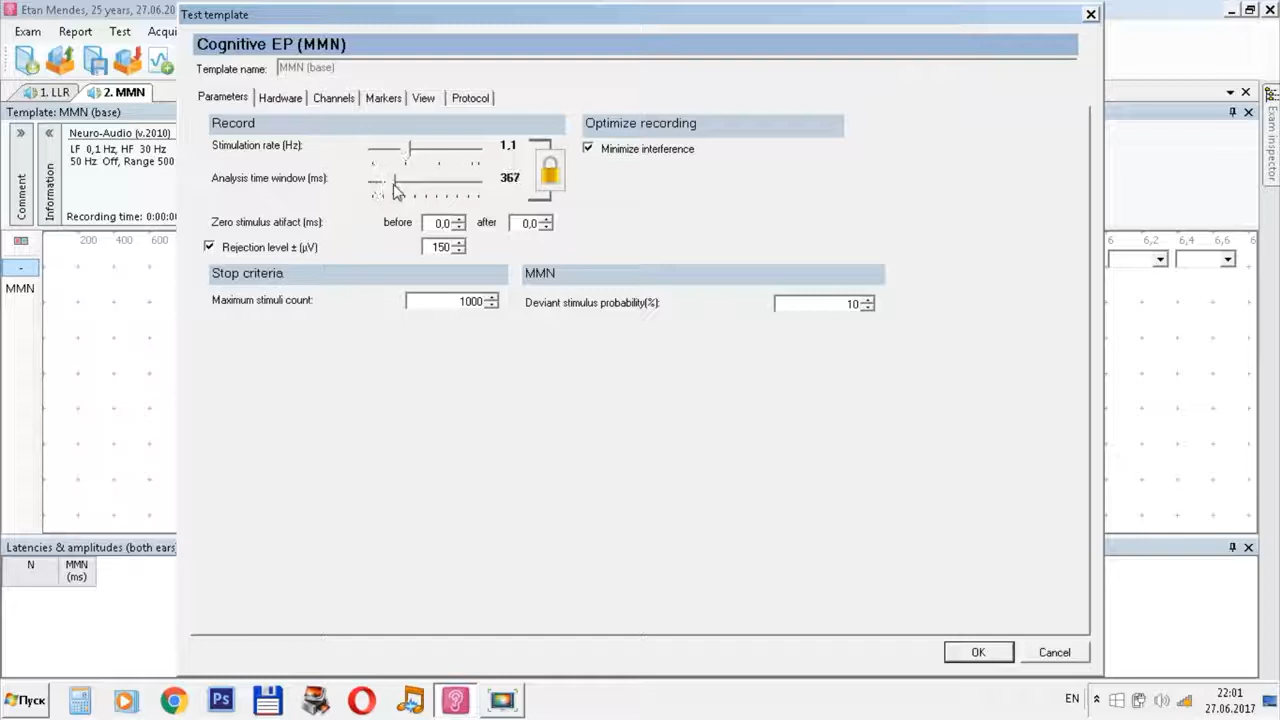 Etan Mendes, 25 years, 27.06.20
Test template
Exam Report Test Acqui
Cognitive EP (MMN)
Template name: MMN (base)
1. LLR 2. MMN
Parameters Hardware Channels Markers View Protocol
Template: MMN (base)
Record
Optimize recording
Neuro-Audio (v.2010)
LF 0,1 Hz, HF 30 Hz
50 Hz Off, Range 500
Recording time: 0:00:0
Comment
Information
Exam inspector
Stimulation rate (Hz): 1,1
Minimize interference
Analysis time window (ms): 367
Zero stimulus atifact (ms): before 0,0 after 0,0
Rejection level ± (µV) 150
200 400 600
6 6,2 6,4 6,6 6
Stop criteria
MMN
Maximum stimuli count: 1000
Deviant stimulus probability(%): 10
-
MMN
Latencies & amplitudes (both ears)
N MMN
(ms)
OK Cancel
Пуск
Ps
EN
22:01
27.06.2017